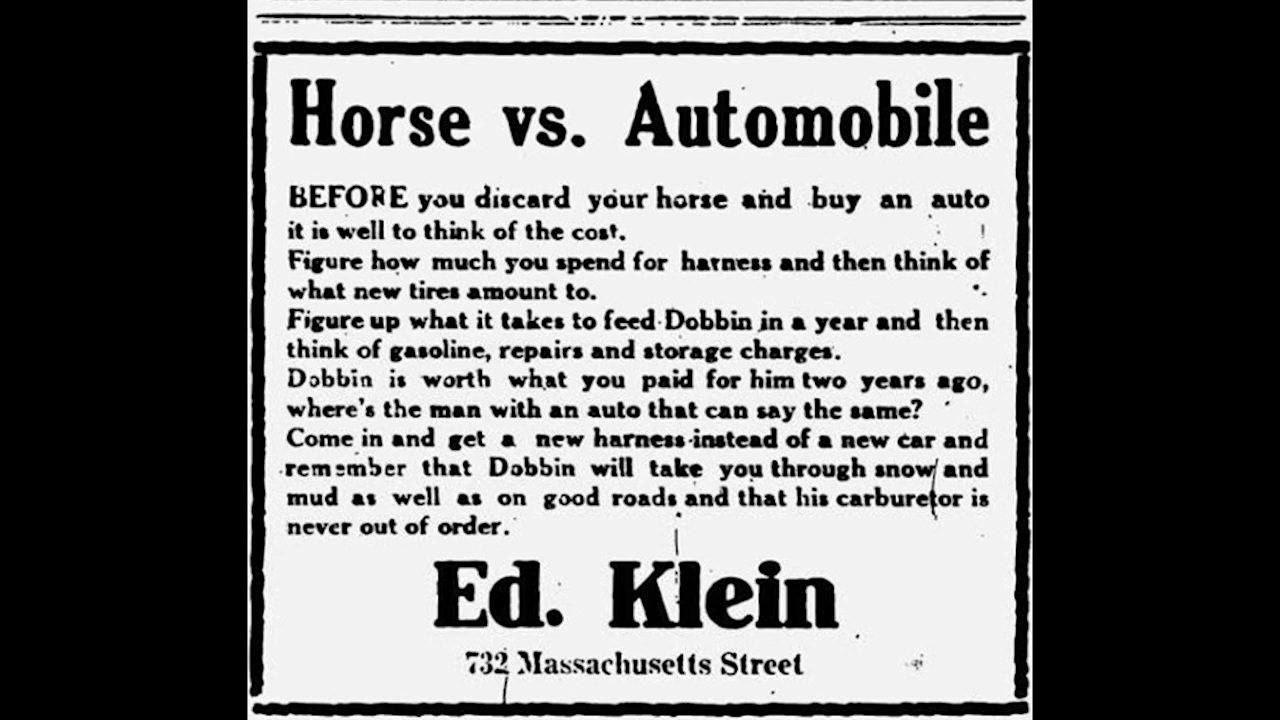 Horse vs. Automobile
BEFORE you discard your horse and buy an auto
it is well to think of the cost.
Figure how much you spend for harness and then think of
what new tires amount to.
Figure up what it takes to feed Dobbin in a year and then
think of gasoline, repairs and storage charges.
Dobbin is worth what you paid for him two years ago,
where's the man with an auto that can say the same?
Come in and get a new harness instead of a new car and
remember that Dobbin will take you through snow and
mud as well as on good roads and that his carburetor is
never out of order.
Ed. Klein
732 Massachusetts Street